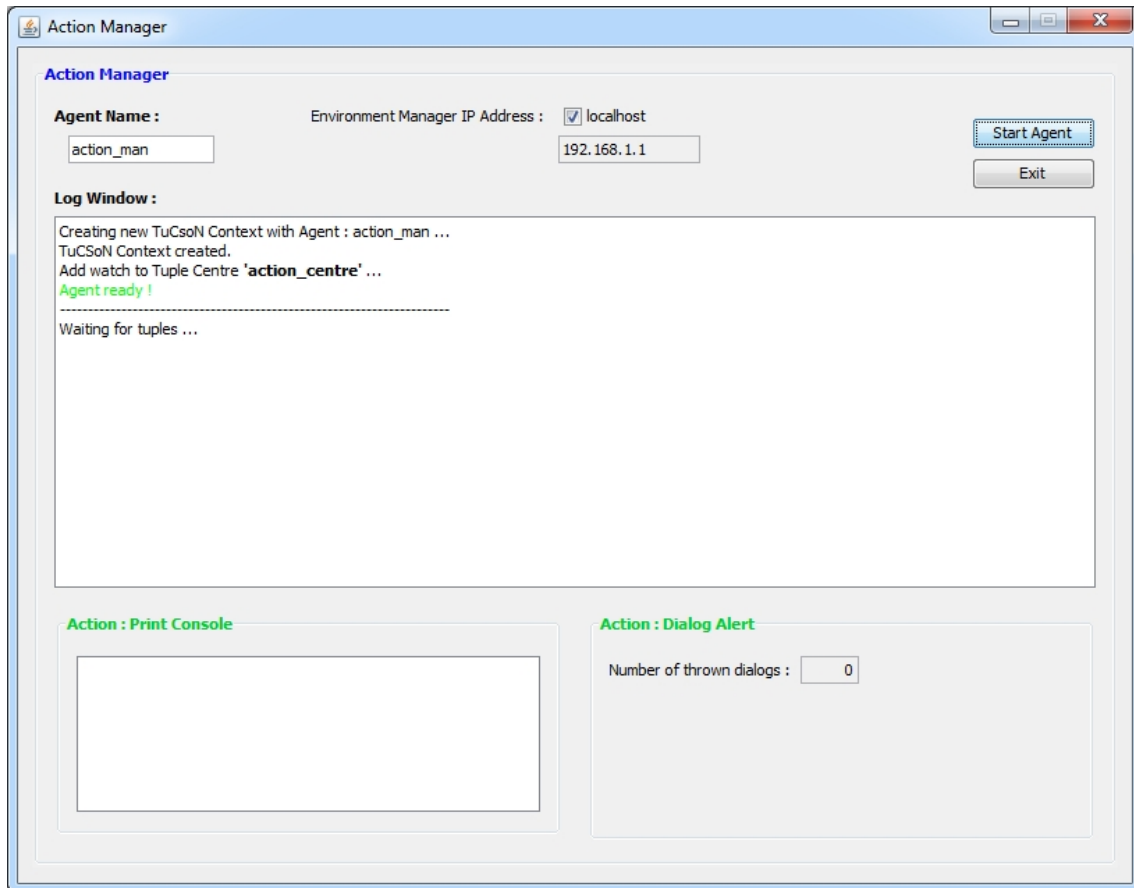 Action Manager
Action Manager
Agent Name :
Environment Manager IP Address :
localhost
action_man
192.168.1.1
Start Agent
Exit
Log Window :
Creating new TuCsoN Context with Agent : action_man ...
TuCSoN Context created.
Add watch to Tuple Centre 'action_centre' ...
Agent ready !
----------------------------------------------------------------------
Waiting for tuples ...
Action : Print Console
Action : Dialog Alert
Number of thrown dialogs :
0